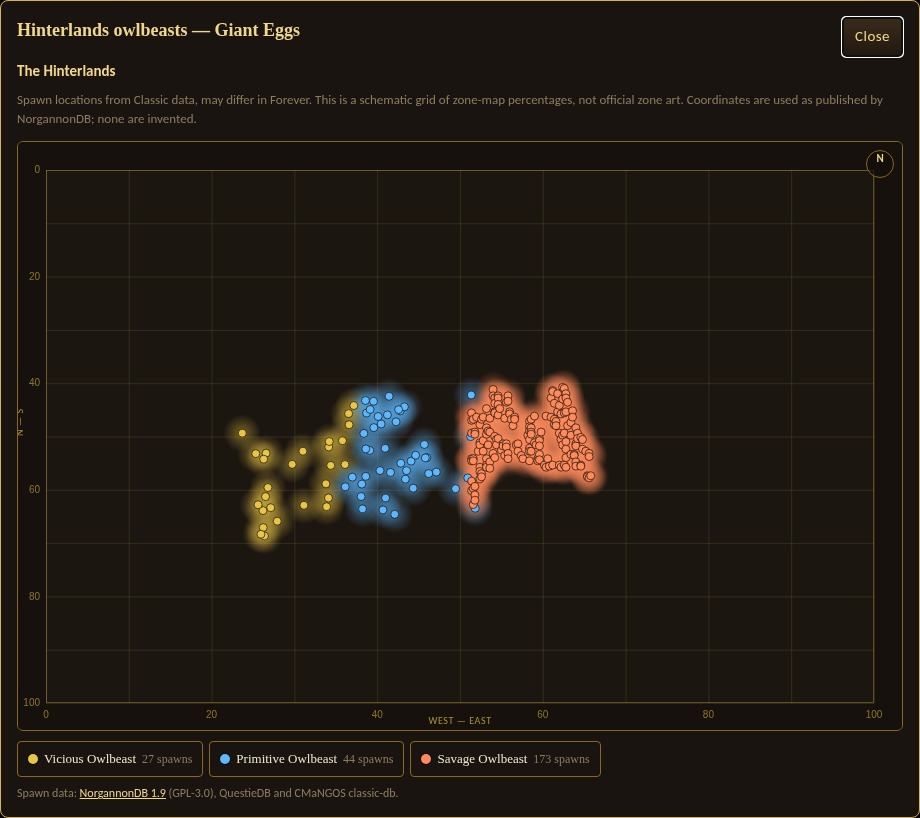 Hinterlands owlbeasts — Giant Eggs
Close
The Hinterlands
Spawn locations from Classic data, may differ in Forever. This is a schematic grid of zone-map percentages, not official zone art. Coordinates are used as published by
NorgannonDB; none are invented.
N
0
20
40
N — S
60
80
100
0
20
40
60
80
100
WEST — EAST
Vicious Owlbeast 27 spawns
Primitive Owlbeast 44 spawns
Savage Owlbeast 173 spawns
Spawn data: NorgannonDB 1.9 (GPL-3.0), QuestieDB and CMaNGOS classic-db.